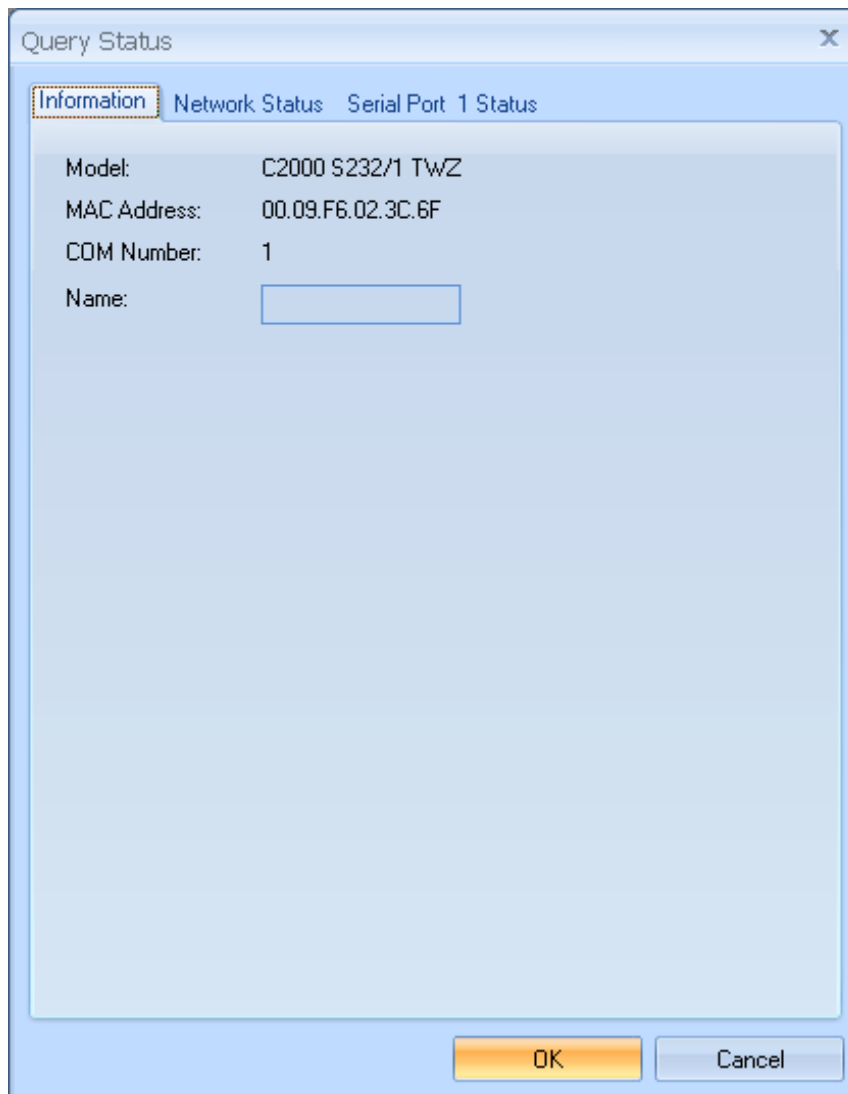 Query Status
Information Network Status Serial Port 1 Status
Model: C2000 S232/1 TWZ
MAC Address: 00.09.F6.02.3C.6F
COM Number: 1
Name:
OK Cancel